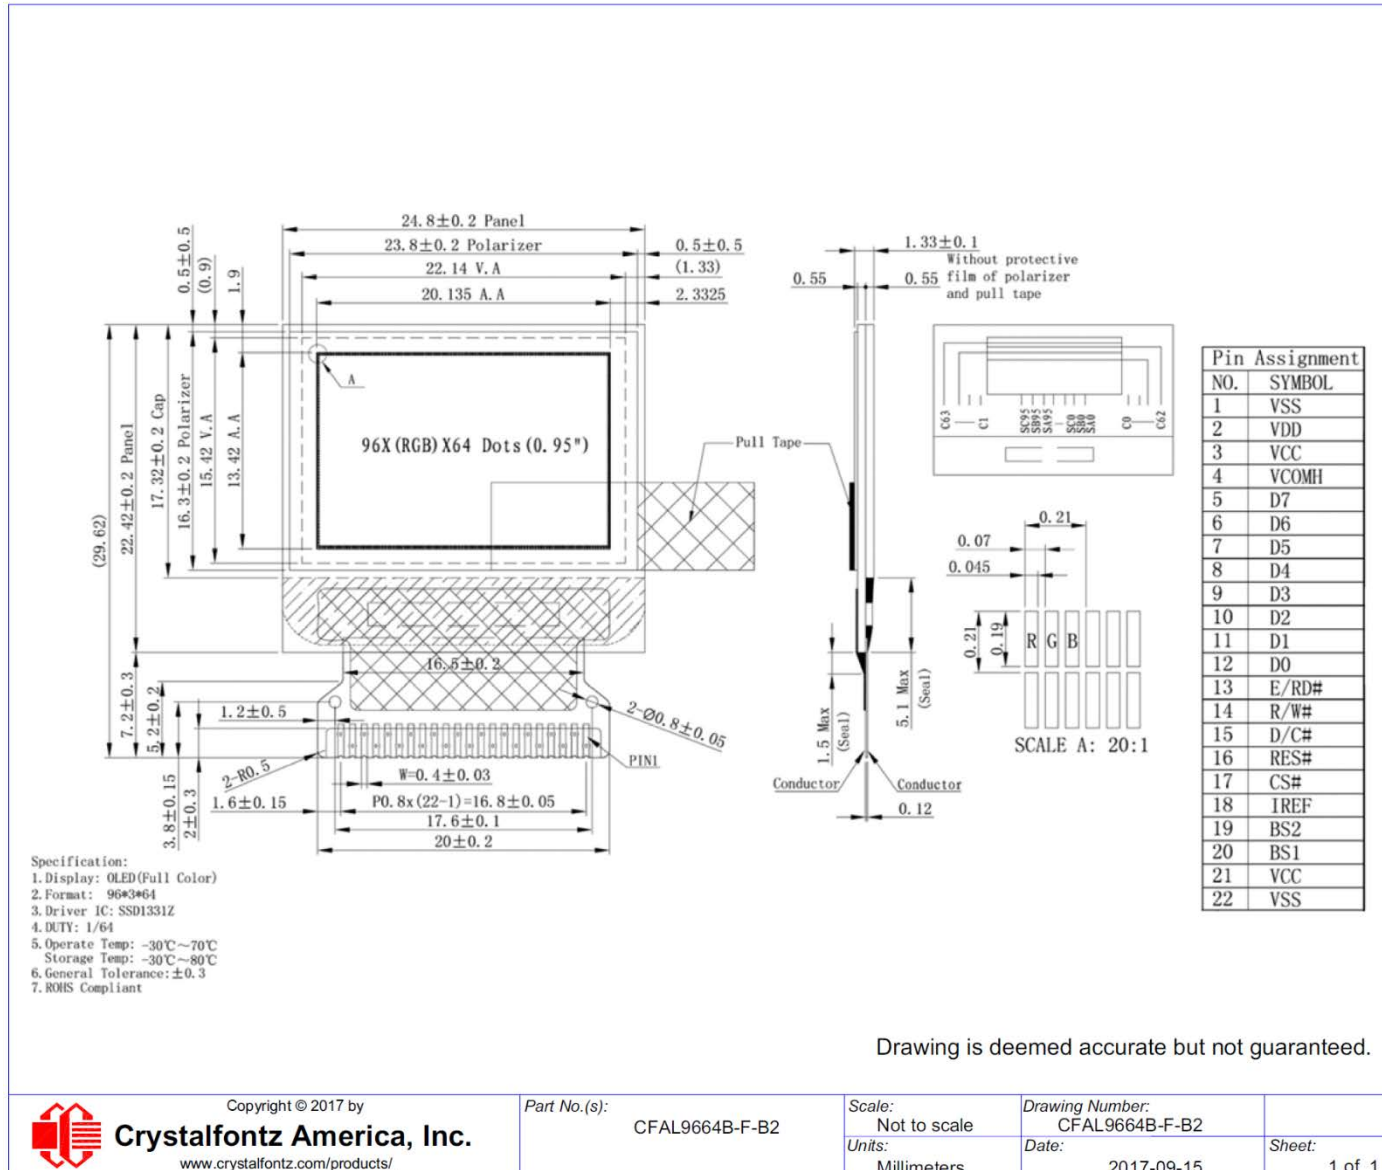 24.8±0.2 Panel
23.8±0.2 Polarizer
22.14 V.A
20.135 A.A
0.5±0.5
(1.33)
2.3325
0.5±0.5
(0.9)
1.9
(29.62)
22.42±0.2 Panel
17.32±0.2 Cap
16.3±0.2 Polarizer
15.42 V.A
13.42 A.A
A
96X(RGB)X64 Dots(0.95")
Pull Tape
16.5±0.2
7.2±0.3
5.2±0.2
3.8±0.15
2±0.3
1.2±0.5
2-Ø0.8±0.05
PIN1
2-R0.5
W=0.4±0.03
1.6±0.15
P0.8x(22-1)=16.8±0.05
17.6±0.1
20±0.2
1.33±0.1
Without protective
film of polarizer
and pull tape
0.55
0.55
1.5 Max
(Seal)
5.1 Max
(Seal)
Conductor
Conductor
0.12
C63
C1
SC95
SB95
SA95
SC0
SB0
SA0
C0
C62
0.21
0.07
0.045
0.21
0.19
R G B
SCALE A: 20:1
Pin Assignment
NO. SYMBOL
1 VSS
2 VDD
3 VCC
4 VCOMH
5 D7
6 D6
7 D5
8 D4
9 D3
10 D2
11 D1
12 D0
13 E/RD#
14 R/W#
15 D/C#
16 RES#
17 CS#
18 IREF
19 BS2
20 BS1
21 VCC
22 VSS
Specification:
1.Display: OLED(Full Color)
2.Format: 96*3*64
3.Driver IC: SSD1331Z
4.DUTY: 1/64
5.Operate Temp: -30℃~70℃
Storage Temp: -30℃~80℃
6.General Tolerance:±0.3
7.ROHS Compliant
Drawing is deemed accurate but not guaranteed.
Copyright © 2017 by
Crystalfontz America, Inc.
www.crystalfontz.com/products/
Part No.(s):
CFAL9664B-F-B2
Scale:
Not to scale
Units:
Millimeters
Drawing Number:
CFAL9664B-F-B2
Date:
2017-09-15
Sheet:
1 of 1